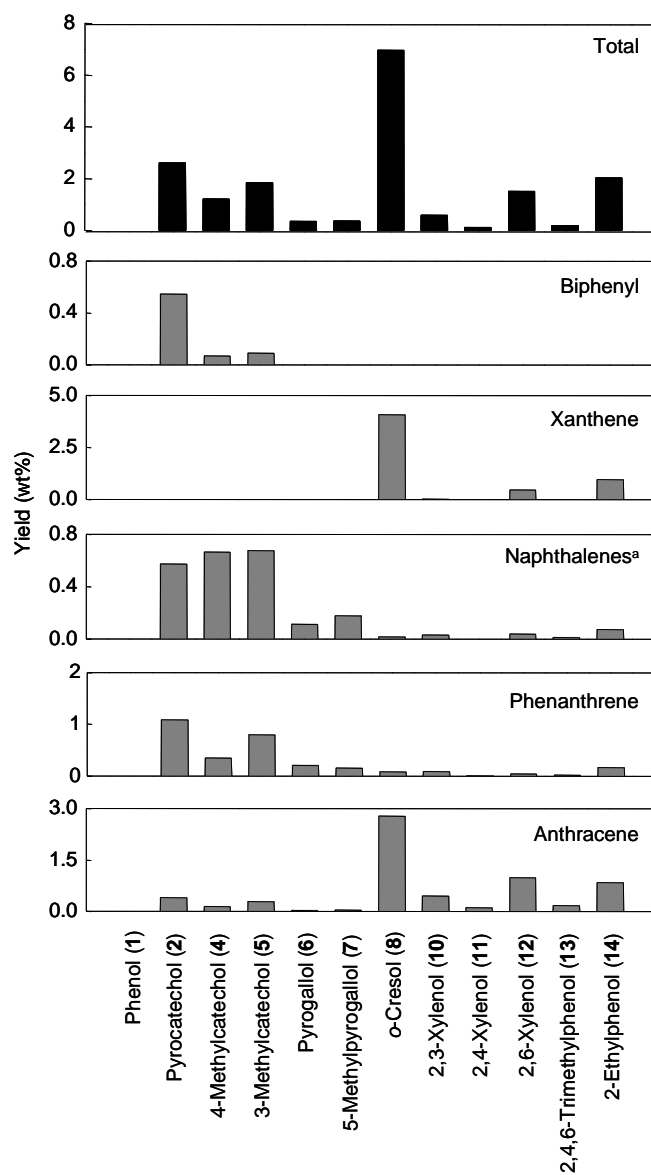 8
Total
6
4
2
0
0.8
Biphenyl
0.4
0.0
5.0
Xanthene
2.5
0.0
Yield (wt%)
0.8
Naphthalenesᵃ
0.4
0.0
2
Phenanthrene
1
0
3.0
Anthracene
1.5
0.0
Phenol (1)
Pyrocatechol (2)
4-Methylcatechol (4)
3-Methylcatechol (5)
Pyrogallol (6)
5-Methylpyrogallol (7)
o-Cresol (8)
2,3-Xylenol (10)
2,4-Xylenol (11)
2,6-Xylenol (12)
2,4,6-Trimethylphenol (13)
2-Ethylphenol (14)